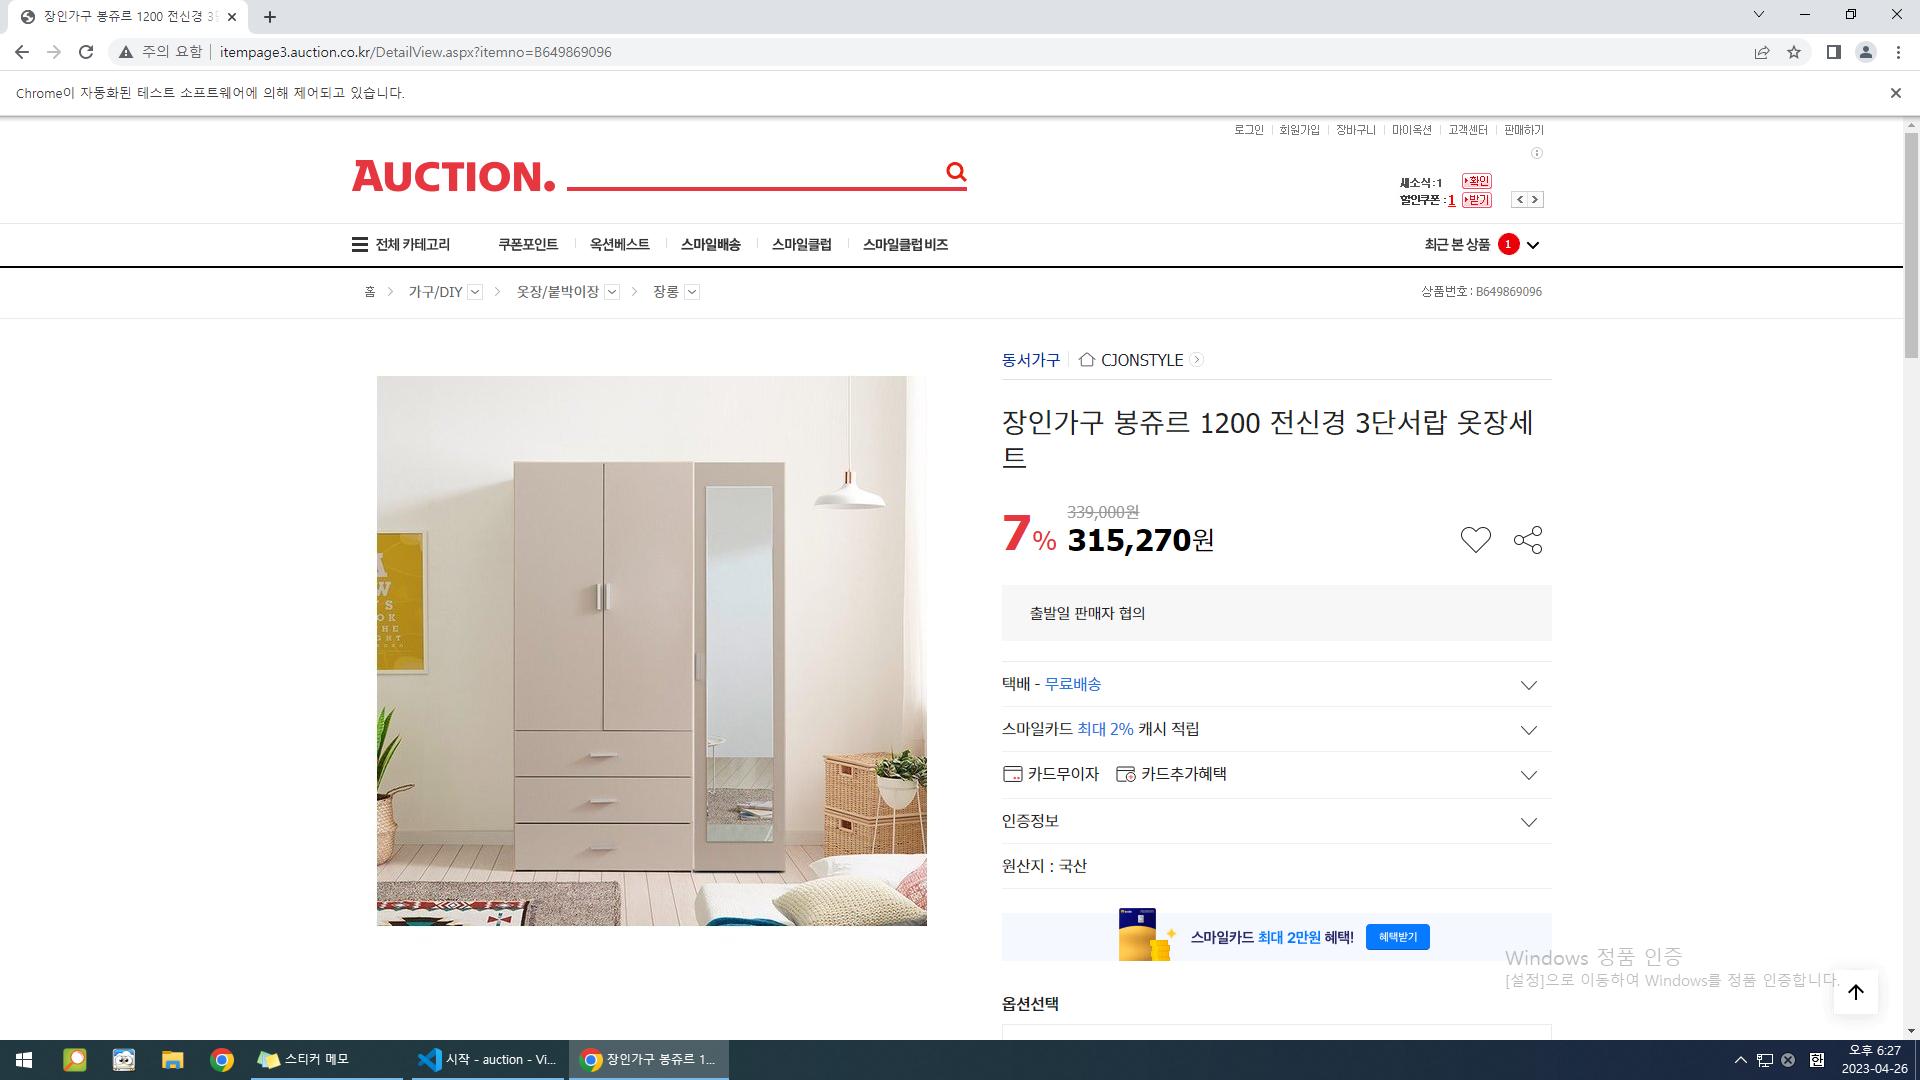 장인가구 봉쥬르 1200 전신경 3단
주의 요함 | itempage3.auction.co.kr/DetailView.aspx?itemno=B649869096
Chrome이 자동화된 테스트 소프트웨어에 의해 제어되고 있습니다.
로그인 회원가입 장바구니 마이옥션 고객센터 판매하기
AUCTION.
새소식:1 확인
할인쿠폰:1 받기
전체 카테고리 쿠폰포인트 옥션베스트 스마일배송 스마일클럽 스마일클럽 비즈 최근 본 상품 1
홈 가구/DIY 옷장/붙박이장 장롱 상품번호 : B649869096
동서가구 CJONSTYLE
장인가구 봉쥬르 1200 전신경 3단서랍 옷장세
트
339,000원
7% 315,270원
출발일 판매자 협의
택배 - 무료배송
스마일카드 최대 2% 캐시 적립
카드무이자 카드추가혜택
인증정보
원산지 : 국산
스마일카드 최대 2만원 혜택! 혜택받기
Windows 정품 인증
[설정]으로 이동하여 Windows를 정품 인증합니다.
옵션선택
스티커 메모 시작 - auction - Vi... 장인가구 봉쥬르 1... 한 오후 6:27
2023-04-26